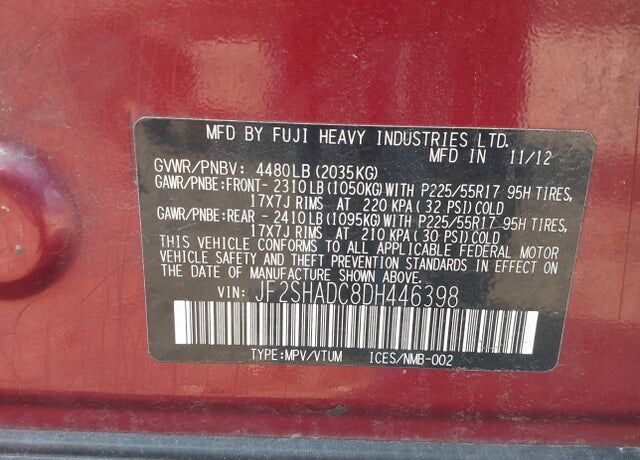 MFD BY FUJI HEAVY INDUSTRIES LTD.
MFD IN 11/12
GVWR/PNBV: 4480LB (2035KG)
GAWR/PNBE: FRONT- 2310LB (1050KG) WITH P225/55R17 95H TIRES,
17X7J RIMS AT 220 KPA (32 PSI) COLD
GAWR/PNBE: REAR - 2410LB (1095KG) WITH P225/55R17 95H TIRES,
17X7J RIMS AT 210 KPA (30 PSI) COLD
THIS VEHICLE CONFORMS TO ALL APPLICABLE FEDERAL MOTOR
VEHICLE SAFETY AND THEFT PREVENTION STANDARDS IN EFFECT
ON THE DATE OF MANUFACTURE SHOWN ABOVE.
VIN: JF2SHADC8DH446398
TYPE:MPV/VTUM ICES/NMB-002